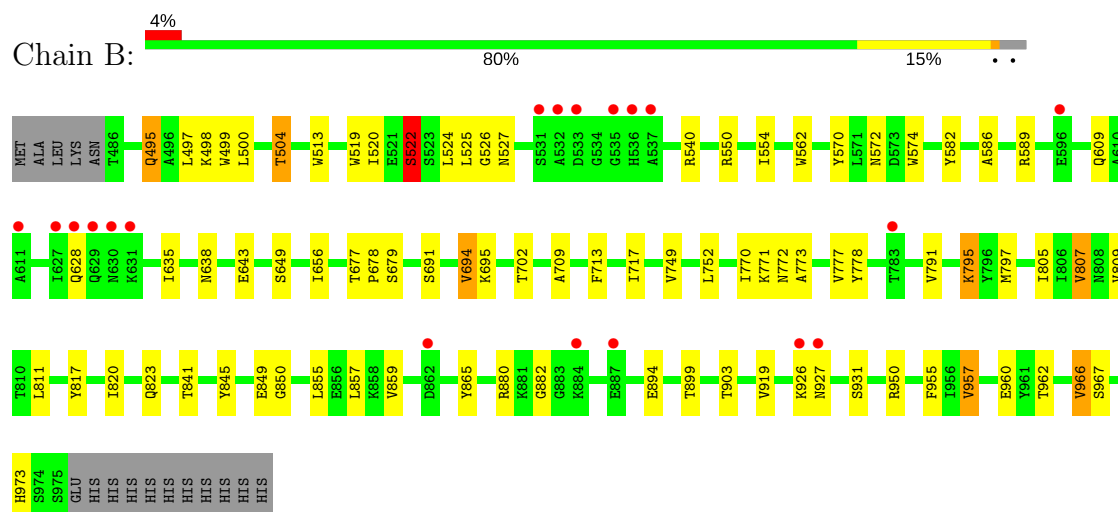 4%
Chain B:
80% 15% • •
MET ALA LEU LYS ASN T486 Q495 A496 L497 K498 W499 L500 T504 W513 W519 I520 E521 S522 S523 L524 L525 G526 N527 S531 A532 D533 G534 G535 H536 A537 R540 R550 I554 W562 Y570 L571 N572 D573 W574 Y582 A586 R589 E596 Q609 A610
A611 I627 Q628 Q629 N630 K631 I635 N638 E643 S649 I656 T677 P678 S679 S691 V694 K695 T702 A709 F713 I717 V749 L752 I770 K771 N772 A773 V777 Y778 T783 V791 K795 Y796 M797 I805 I806 V807 N808 V809
T810 L811 Y817 I820 Q823 T841 Y845 E849 G850 L855 E856 L857 K858 V859 D862 Y865 R880 K881 G882 G883 K884 E887 E894 T899 T903 V919 K926 N927 S931 R950 F955 I956 V957 E960 Y961 T962 V966 S967
H973 S974 S975 GLU HIS HIS HIS HIS HIS HIS HIS HIS